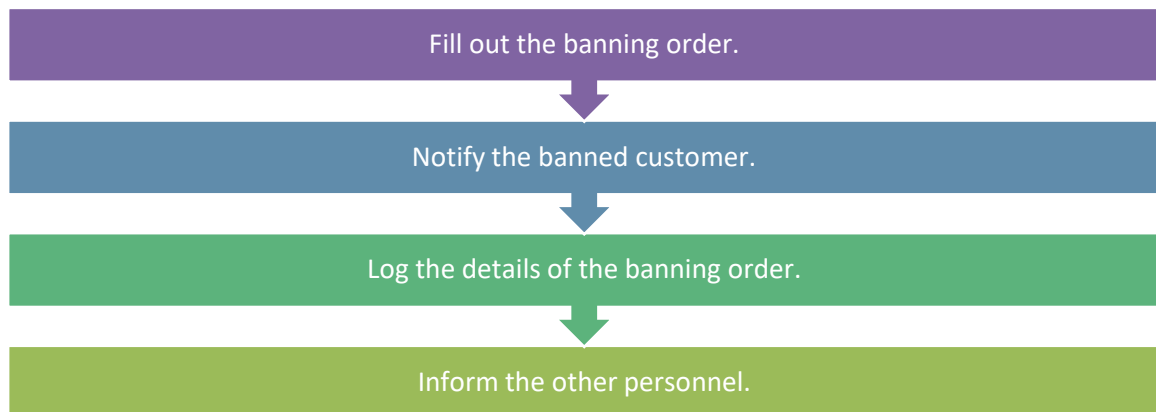 Fill out the banning order.
Notify the banned customer.
Log the details of the banning order.
Inform the other personnel.